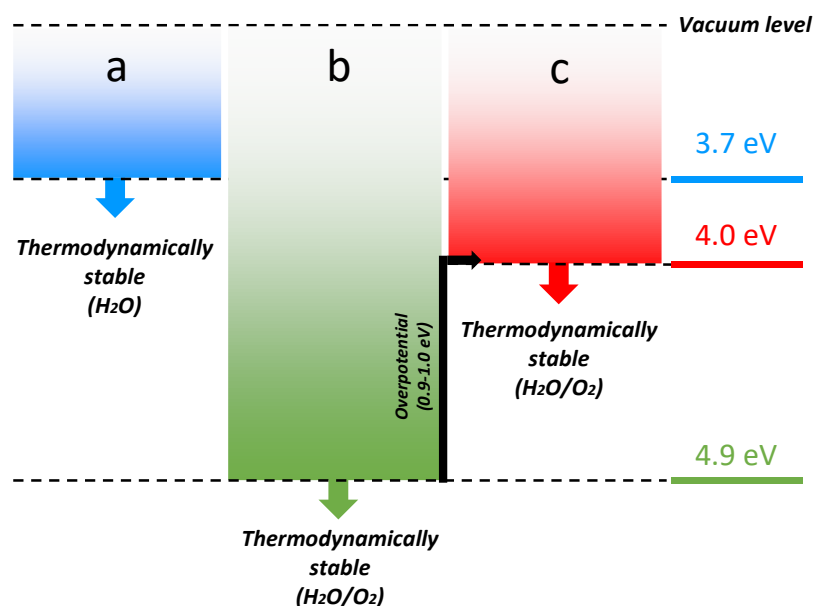 Vacuum level
a
b
c
3.7 eV
4.0 eV
4.9 eV
Thermodynamically
stable
(H₂O)
Overpotential
(0.9-1.0 eV)
Thermodynamically
stable
(H₂O/O₂)
Thermodynamically
stable
(H₂O/O₂)